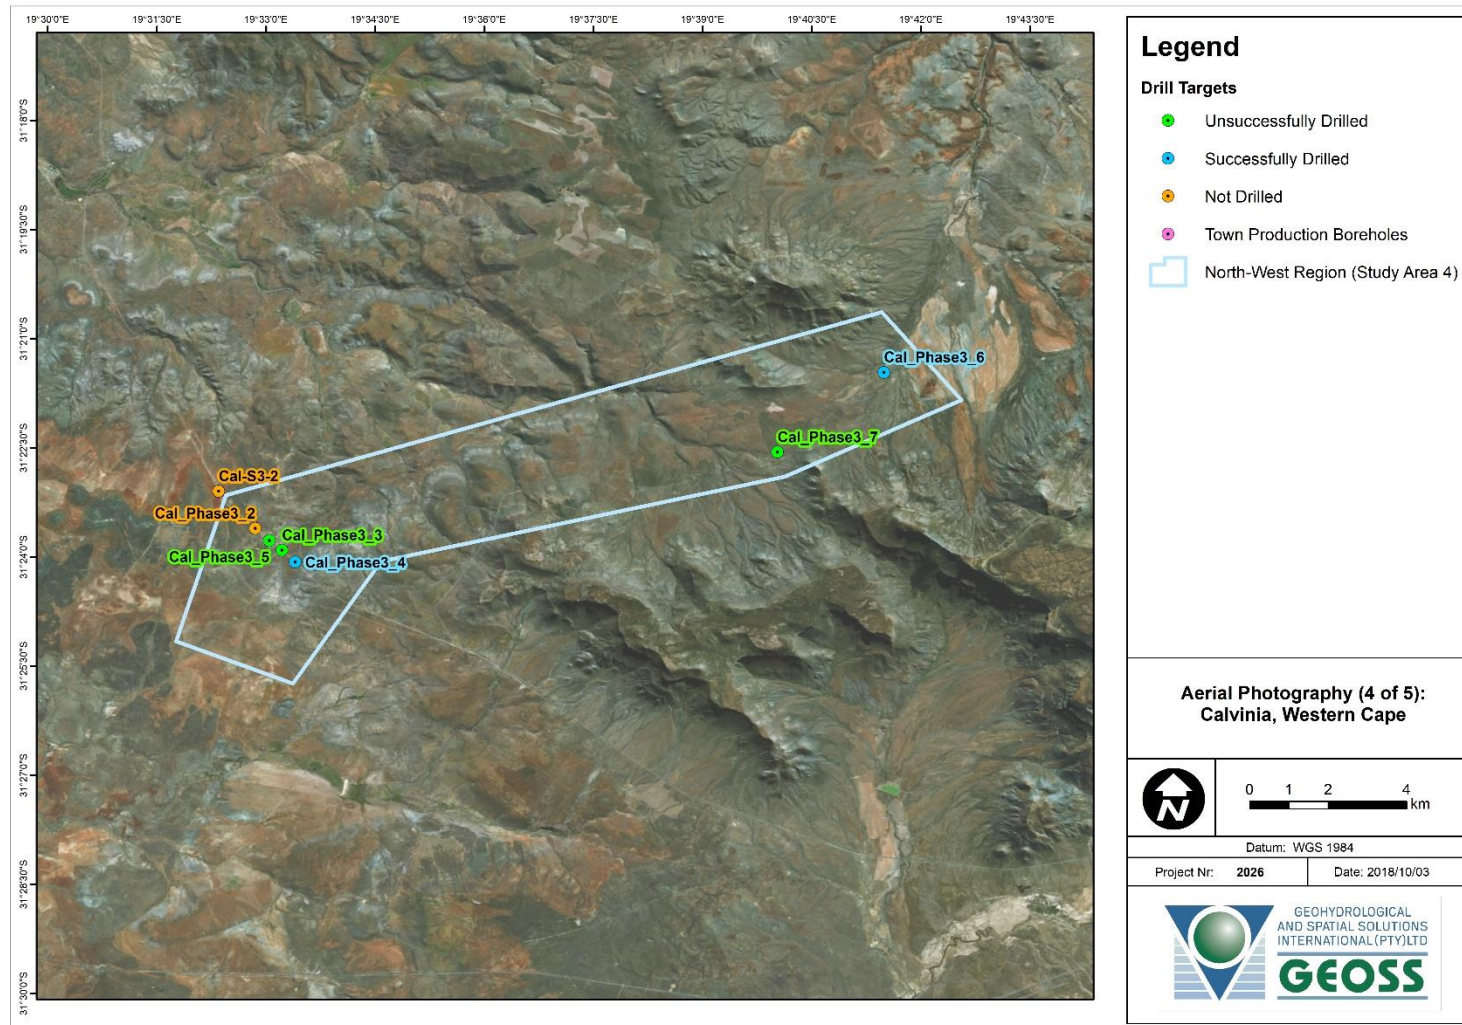 19°30'0"E
19°31'30"E
19°33'0"E
19°34'30"E
19°36'0"E
19°37'30"E
19°39'0"E
19°40'30"E
19°42'0"E
19°43'30"E
31°18'0"S
31°19'30"S
31°21'0"S
31°22'30"S
31°24'0"S
31°25'30"S
31°27'0"S
31°28'30"S
31°30'0"S
Cal_Phase3_6
Cal_Phase3_7
Cal-S3-2
Cal_Phase3_2
Cal_Phase3_3
Cal_Phase3_5
Cal_Phase3_4
Legend
Drill Targets
Unsuccessfully Drilled
Successfully Drilled
Not Drilled
Town Production Boreholes
North-West Region (Study Area 4)
Aerial Photography (4 of 5):
Calvinia, Western Cape
N
0 1 2 4
km
Datum: WGS 1984
Project Nr: 2026
Date: 2018/10/03
GEOHYDROLOGICAL
AND SPATIAL SOLUTIONS
INTERNATIONAL(PTY)LTD
GEOSS